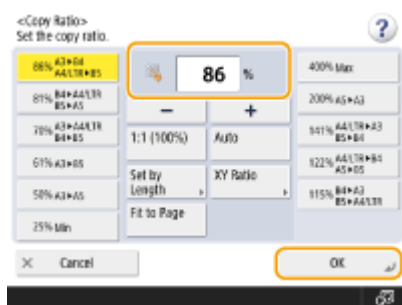 <Copy Ratio>
Set the copy ratio.
?
86% A3▶B4
A4/LTR▶B5
86 %
400% Max
81% B4▶A4/LTR
B5▶A5
200% A5▶A3
− +
70% A3▶A4/LTR
B4▶B5
1:1 (100%) Auto
141% A4/LTR▶A3
B5▶B4
61% A3▶B5
122% A4/LTR▶B4
A5▶B5
Set by
Length
XY Ratio
50% A3▶A5
115% B4▶A3
B5▶A4/LTR
Fit to Page
25% Min
× Cancel
OK